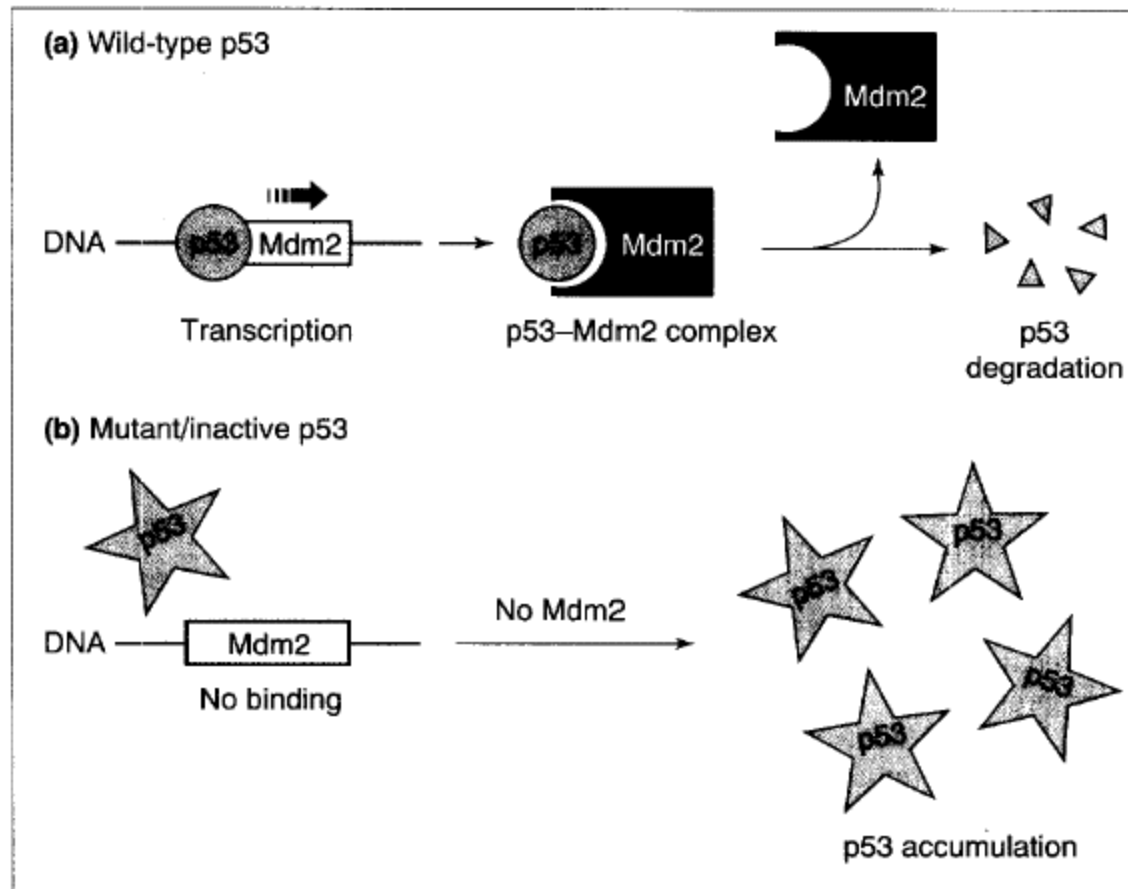 (a) Wild-type p53
Mdm2
DNA
p53
Mdm2
p53
Mdm2
Transcription
p53–Mdm2 complex
p53
degradation
(b) Mutant/inactive p53
p53
DNA
Mdm2
No binding
No Mdm2
p53
p53
p53
p53
p53 accumulation